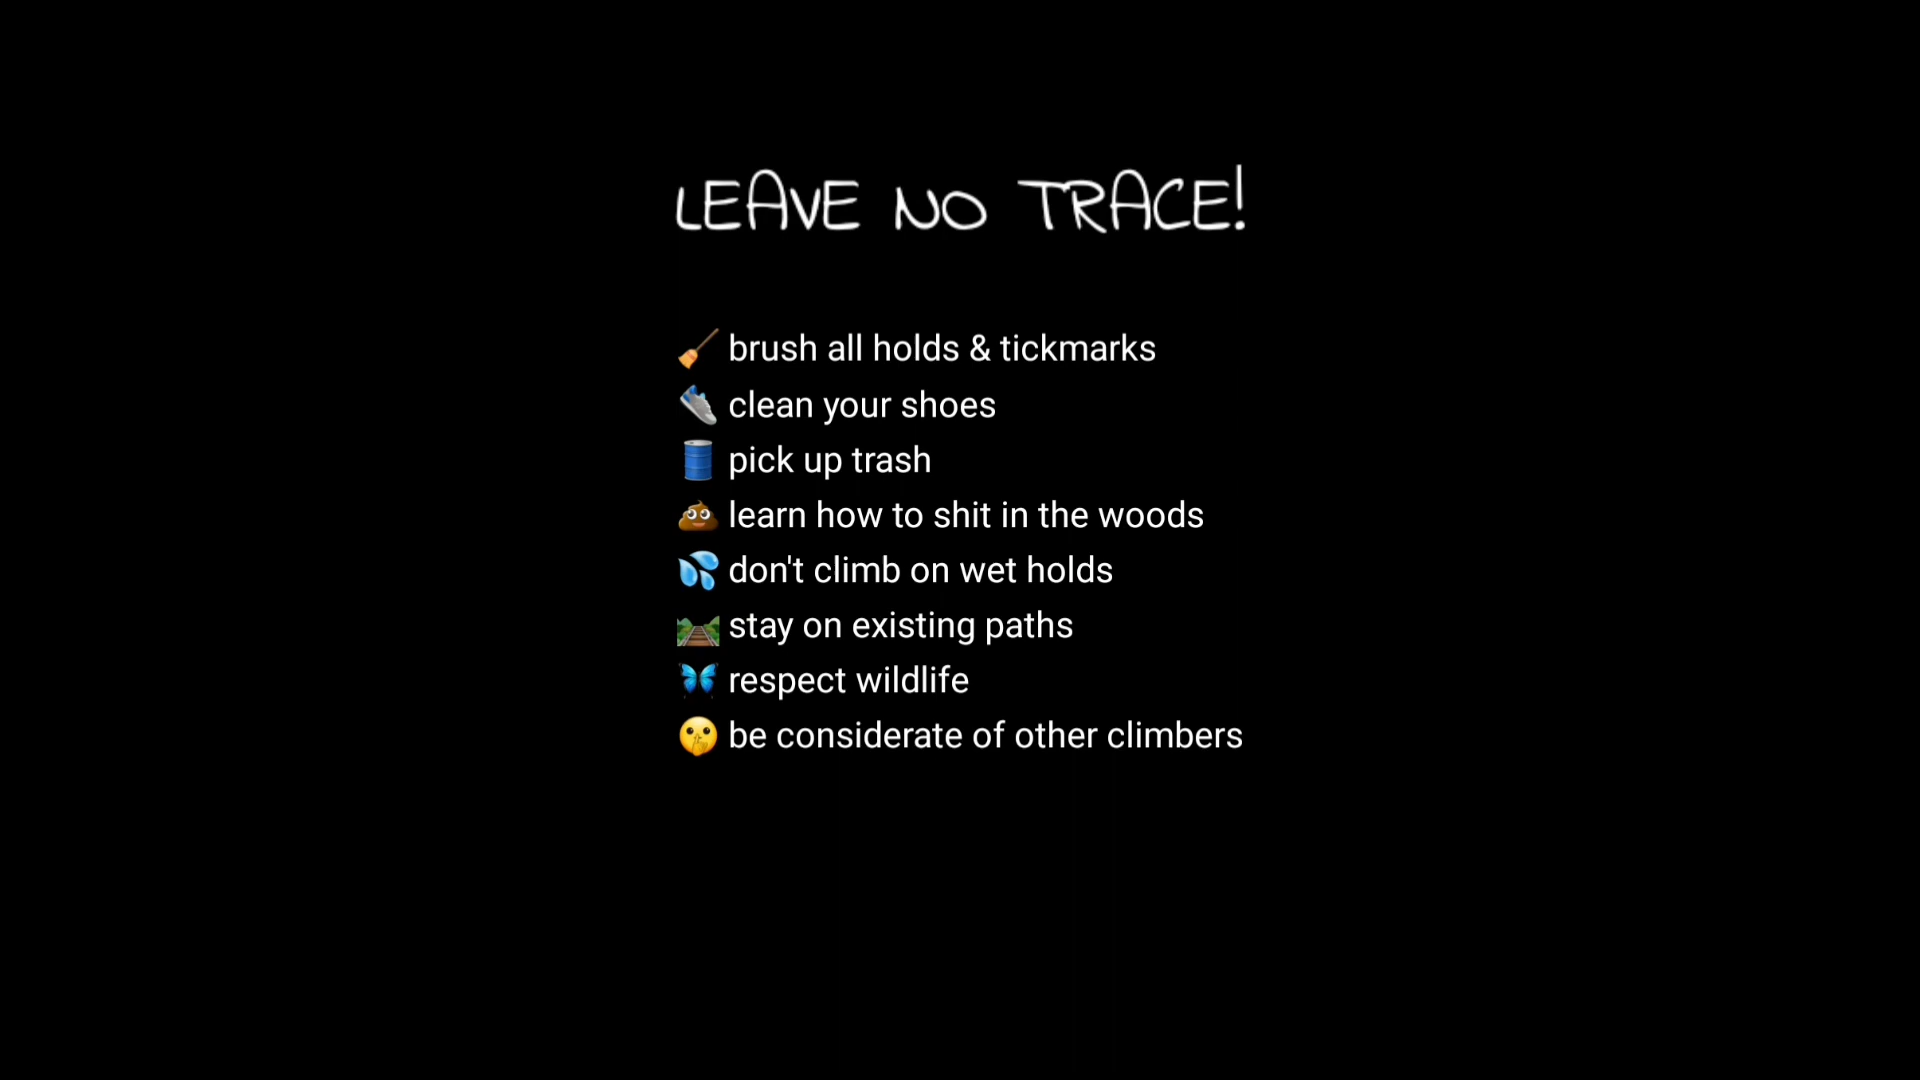 LEAVE NO TRACE!
🧹 brush all holds & tickmarks
👟 clean your shoes
🛢️ pick up trash
💩 learn how to shit in the woods
💦 don't climb on wet holds
🛤️ stay on existing paths
🦋 respect wildlife
🤫 be considerate of other climbers